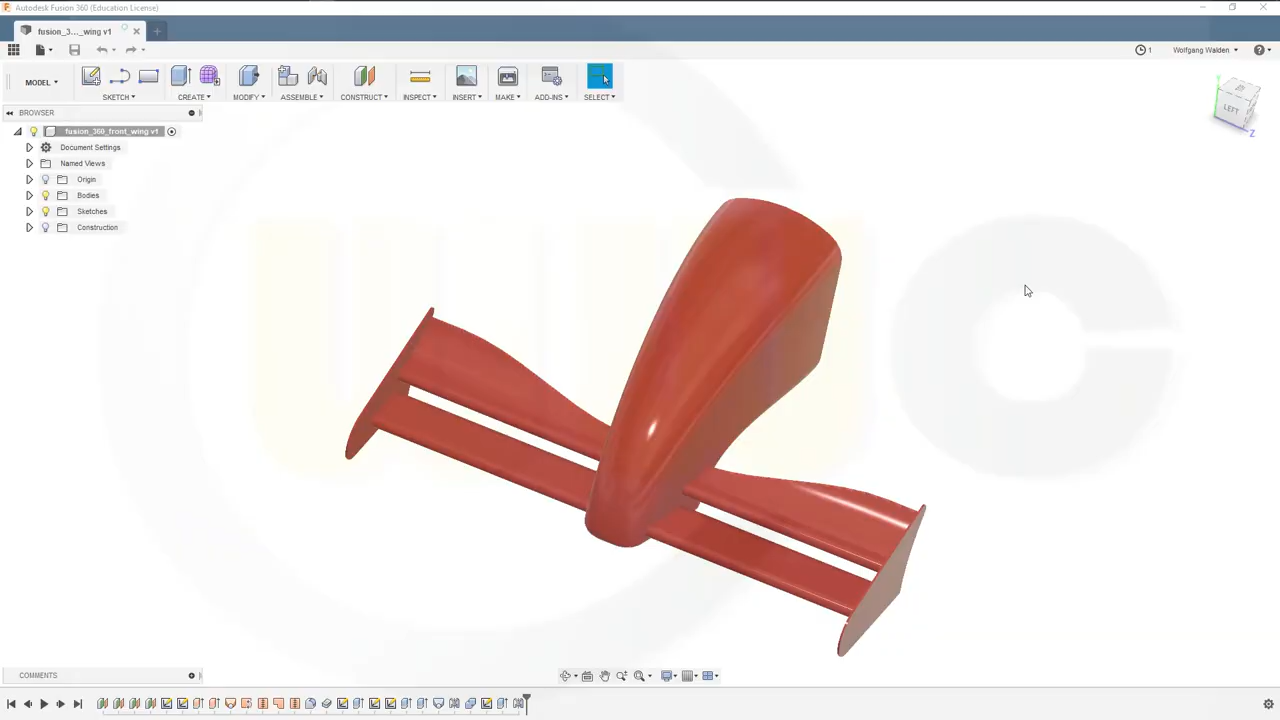 Autodesk Fusion 360 (Education License)
fusion_3..._wing v1
1
Wolfgang Walden
MODEL
SKETCH
CREATE
MODIFY
ASSEMBLE
CONSTRUCT
INSPECT
INSERT
MAKE
ADD-INS
SELECT
LEFT
Y
Z
BROWSER
fusion_360_front_wing v1
Document Settings
Named Views
Origin
Bodies
Sketches
Construction
COMMENTS